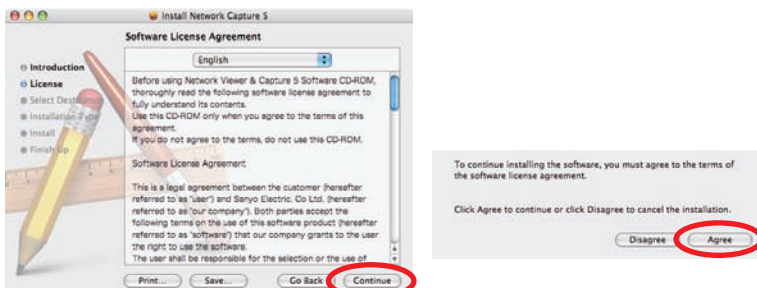 Install Network Capture 5
Software License Agreement
English
Introduction
License
Select Destination
Installation Type
Install
Finish Up
Before using Network Viewer & Capture 5 Software CD-ROM,
thoroughly read the following software license agreement to
fully understand its contents.
Use this CD-ROM only when you agree to the terms of this
agreement.
If you do not agree to the terms, do not use this CD-ROM.
Software License Agreement
This is a legal agreement between the customer (hereafter
referred to as "user") and Sanyo Electric. Co Ltd. (hereafter
referred to as "our company"). Both parties accept the
following terms on the use of this software product (hereafter
referred to as "software") that our company grants to the user
the right to use the software.
The user shall be responsible for the selection or the use of
Print...
Save...
Go Back
Continue
To continue installing the software, you must agree to the terms of
the software license agreement.
Click Agree to continue or click Disagree to cancel the installation.
Disagree
Agree